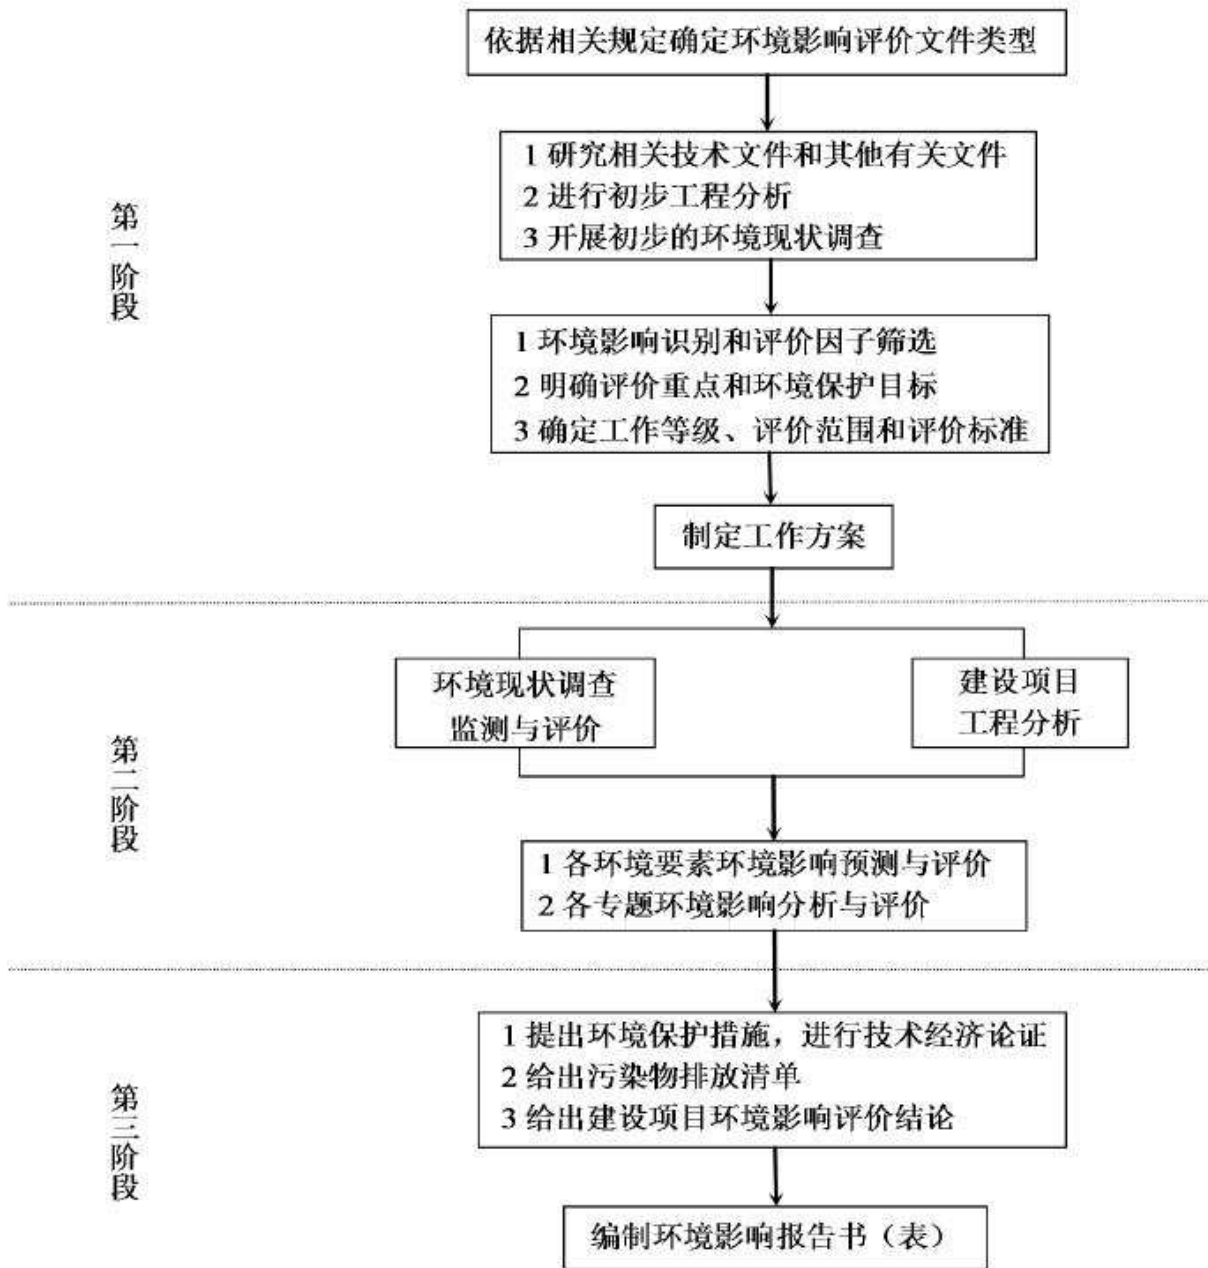 依据相关规定确定环境影响评价文件类型
1 研究相关技术文件和其他有关文件
2 进行初步工程分析
3 开展初步的环境现状调查
第一阶段
1 环境影响识别和评价因子筛选
2 明确评价重点和环境保护目标
3 确定工作等级、评价范围和评价标准
制定工作方案
环境现状调查
监测与评价
建设项目
工程分析
第二阶段
1 各环境要素环境影响预测与评价
2 各专题环境影响分析与评价
1 提出环境保护措施，进行技术经济论证
2 给出污染物排放清单
3 给出建设项目环境影响评价结论
第三阶段
编制环境影响报告书（表）